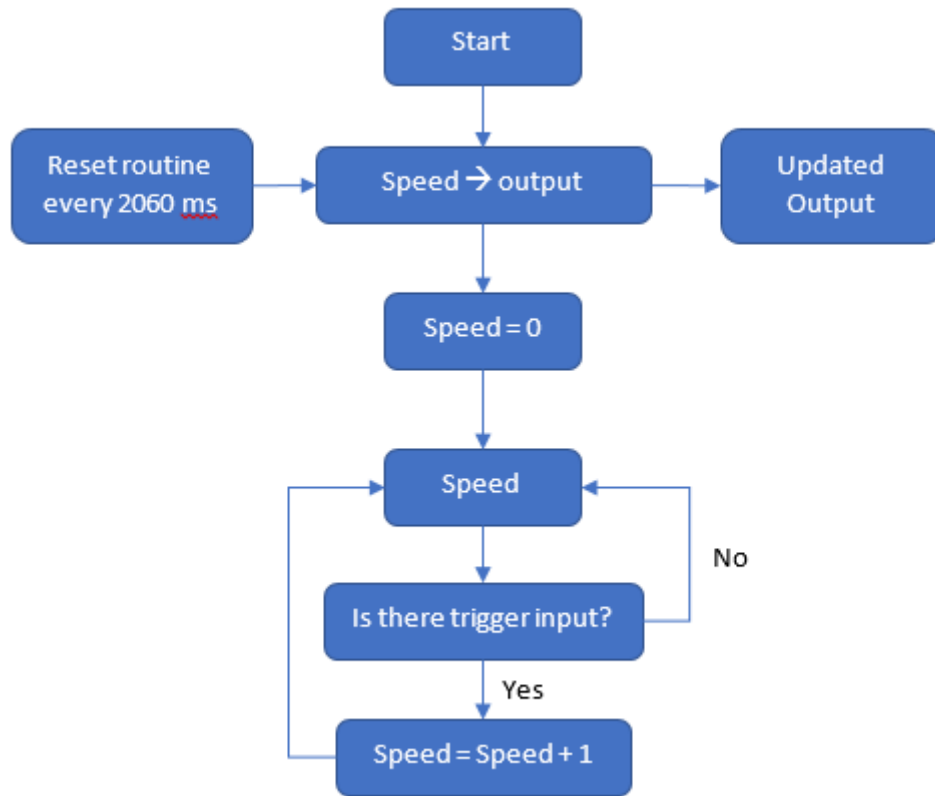 Start
Reset routine
every 2060 ms
Speed → output
Updated
Output
Speed = 0
Speed
No
Is there trigger input?
Yes
Speed = Speed + 1